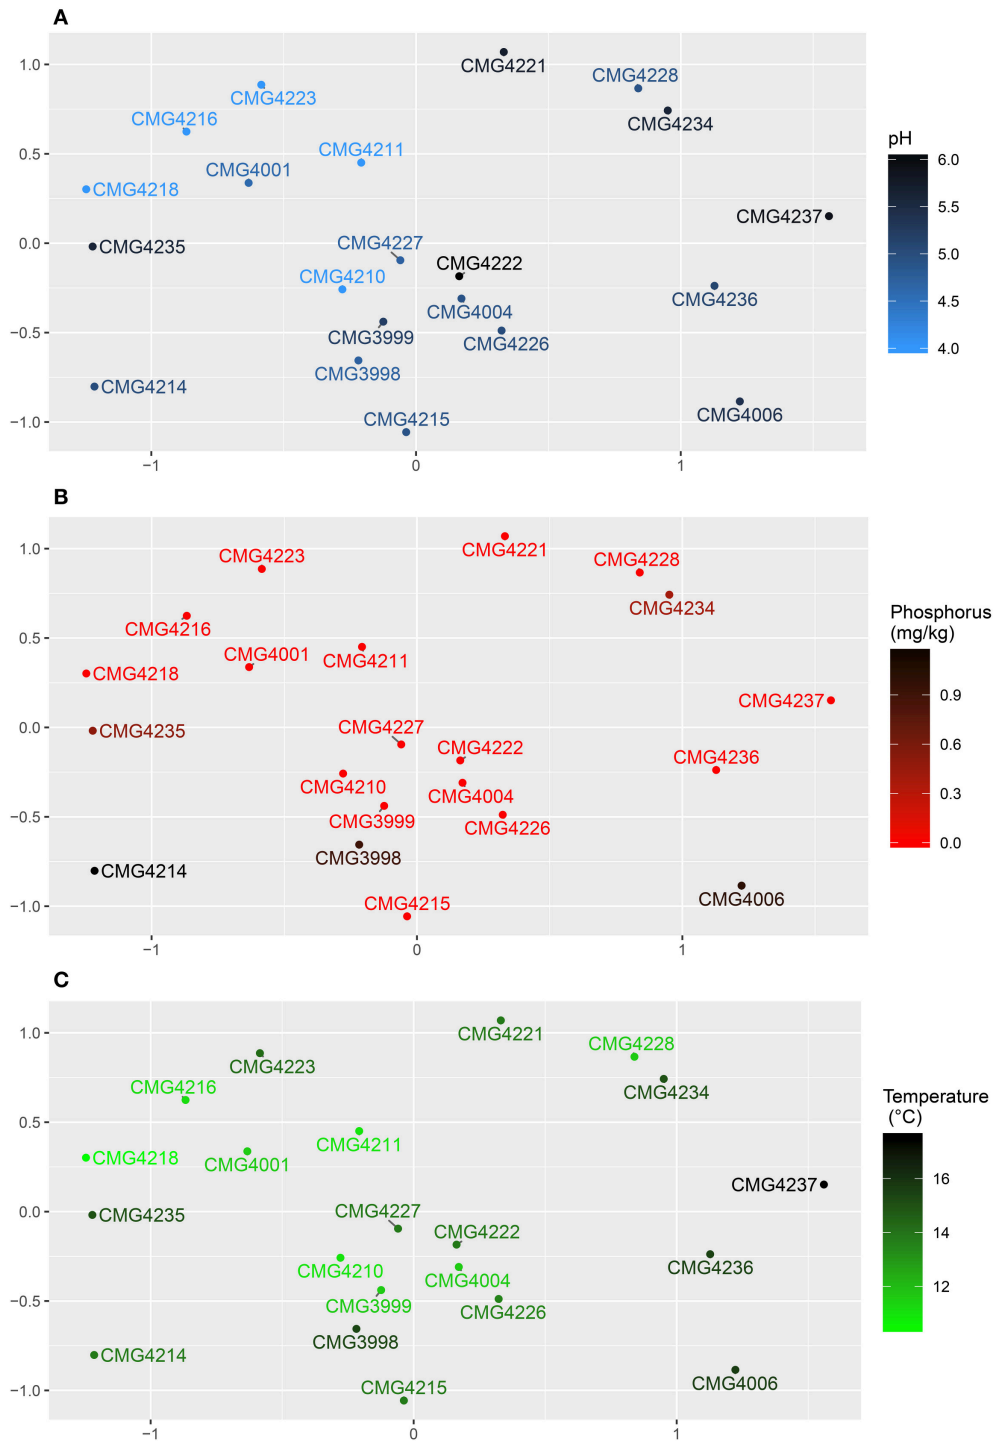 A
1.0
0.5
0.0
−0.5
−1.0
CMG4221
CMG4228
CMG4223
CMG4216
CMG4234
CMG4211
CMG4001
CMG4218
CMG4237
CMG4235
CMG4227
CMG4222
CMG4210
CMG4236
CMG4004
CMG3999
CMG4226
CMG3998
CMG4214
CMG4215
CMG4006
−1
0
1
pH
6.0
5.5
5.0
4.5
4.0
B
1.0
0.5
0.0
−0.5
−1.0
CMG4221
CMG4223
CMG4228
CMG4234
CMG4216
CMG4001
CMG4211
CMG4218
CMG4237
CMG4235
CMG4227
CMG4222
CMG4236
CMG4210
CMG4004
CMG3999
CMG4226
CMG3998
CMG4214
CMG4006
CMG4215
−1
0
1
Phosphorus
(mg/kg)
0.9
0.6
0.3
0.0
C
1.0
0.5
0.0
−0.5
−1.0
CMG4221
CMG4228
CMG4223
CMG4216
CMG4234
CMG4211
CMG4218
CMG4001
CMG4237
CMG4235
CMG4227
CMG4222
CMG4236
CMG4210
CMG4004
CMG3999
CMG4226
CMG3998
CMG4214
CMG4006
CMG4215
−1
0
1
Temperature
(°C)
16
14
12